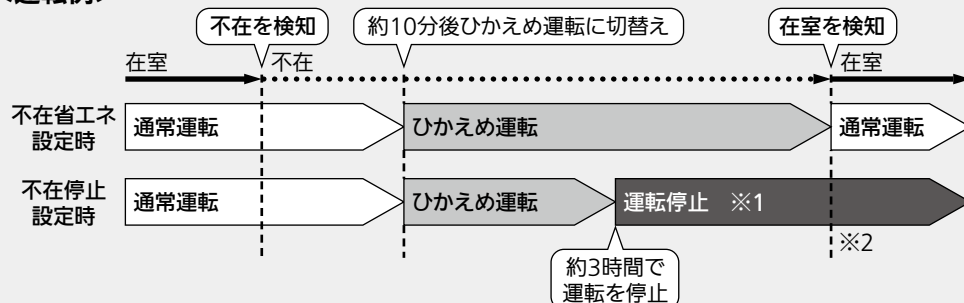 不在を検知
約10分後ひかえめ運転に切替え
在室を検知
在室
不在
在室
不在省エネ
設定時
通常運転
ひかえめ運転
通常運転
不在停止
設定時
通常運転
ひかえめ運転
運転停止 ※1
※2
約3時間で
運転を停止